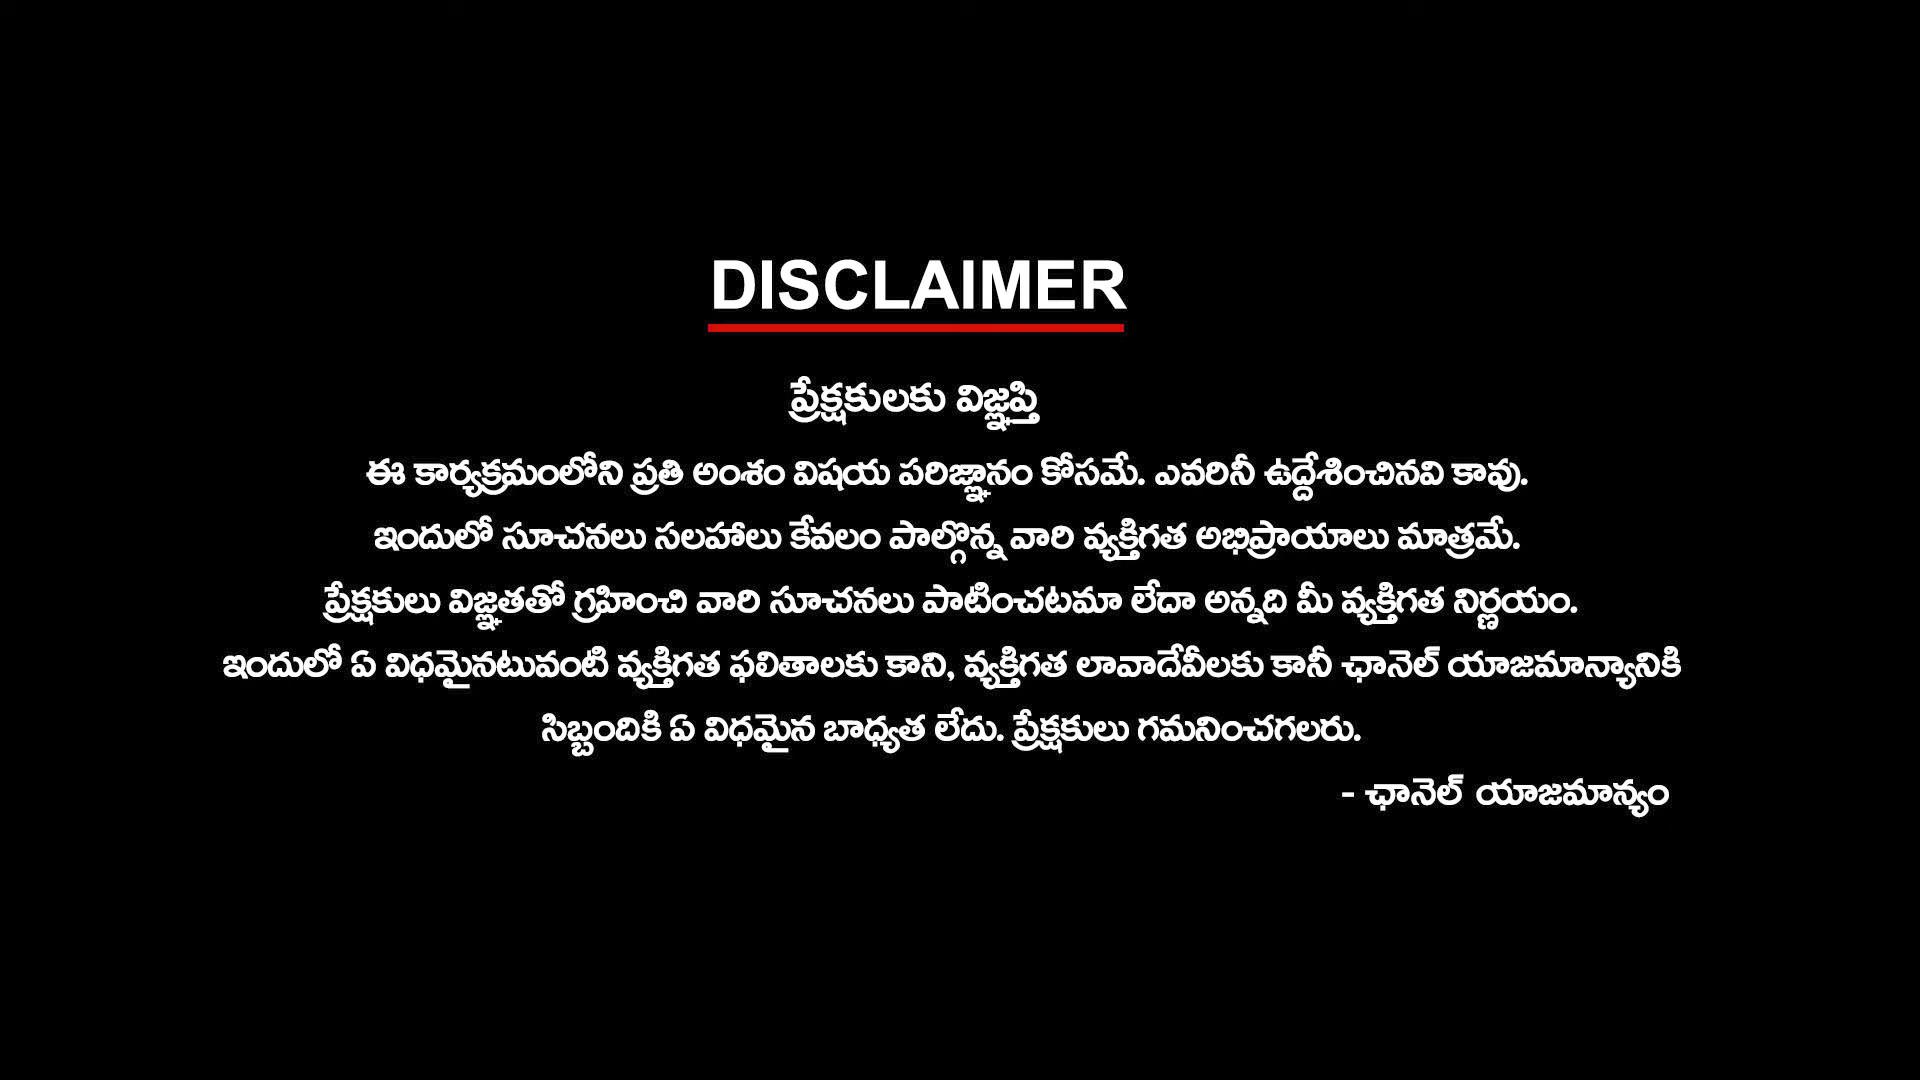 DISCLAIMER
ప్రేక్షకులకు విజ్ఞప్తి
ఈ కార్యక్రమంలోని ప్రతి అంశం విషయ పరిజ్ఞానం కోసమే. ఎవరినీ ఉద్దేశించినవి కావు.
ఇందులో సూచనలు సలహాలు కేవలం పాల్గొన్న వారి వ్యక్తిగత అభిప్రాయాలు మాత్రమే.
ప్రేక్షకులు విజ్ఞతతో గ్రహించి వారి సూచనలు పాటించటమా లేదా అన్నది మీ వ్యక్తిగత నిర్ణయం.
ఇందులో ఏ విధమైనటువంటి వ్యక్తిగత ఫలితాలకు కాని, వ్యక్తిగత లావాదేవీలకు కానీ ఛానెల్ యాజమాన్యానికి
సిబ్బందికి ఏ విధమైన బాధ్యత లేదు. ప్రేక్షకులు గమనించగలరు.
- ఛానెల్ యాజమాన్యం